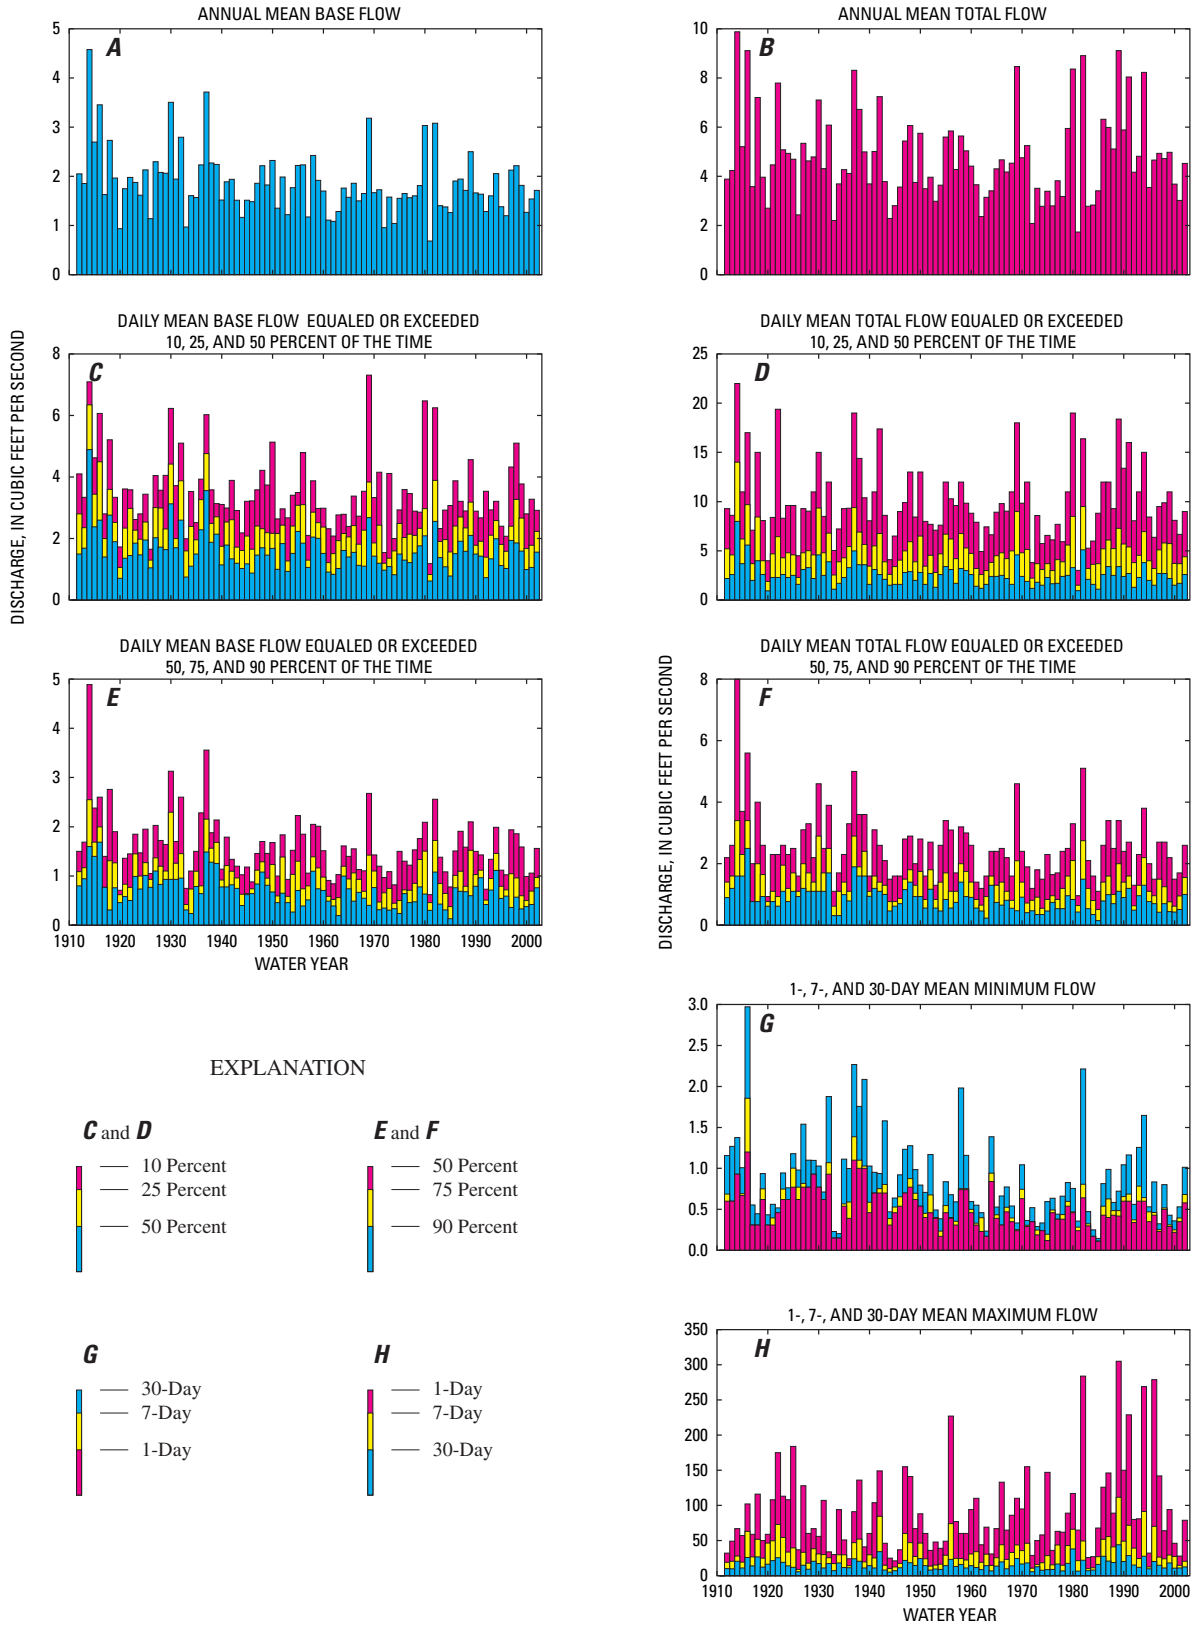 ANNUAL MEAN BASE FLOW
A
5
4
3
2
1
0
ANNUAL MEAN TOTAL FLOW
B
10
8
6
4
2
0
DISCHARGE, IN CUBIC FEET PER SECOND
DAILY MEAN BASE FLOW EQUALED OR EXCEEDED
10, 25, AND 50 PERCENT OF THE TIME
C
8
6
4
2
0
DAILY MEAN TOTAL FLOW EQUALED OR EXCEEDED
10, 25, AND 50 PERCENT OF THE TIME
D
25
20
15
10
5
0
DAILY MEAN BASE FLOW EQUALED OR EXCEEDED
50, 75, AND 90 PERCENT OF THE TIME
E
5
4
3
2
1
0
1910 1920 1930 1940 1950 1960 1970 1980 1990 2000
WATER YEAR
DISCHARGE, IN CUBIC FEET PER SECOND
DAILY MEAN TOTAL FLOW EQUALED OR EXCEEDED
50, 75, AND 90 PERCENT OF THE TIME
F
8
6
4
2
0
1-, 7-, AND 30-DAY MEAN MINIMUM FLOW
G
3.0
2.5
2.0
1.5
1.0
0.5
0.0
EXPLANATION
C and D
10 Percent
25 Percent
50 Percent
E and F
50 Percent
75 Percent
90 Percent
G
30-Day
7-Day
1-Day
H
1-Day
7-Day
30-Day
1-, 7-, AND 30-DAY MEAN MAXIMUM FLOW
H
350
300
250
200
150
100
50
0
1910 1920 1930 1940 1950 1960 1970 1980 1990 2000
WATER YEAR